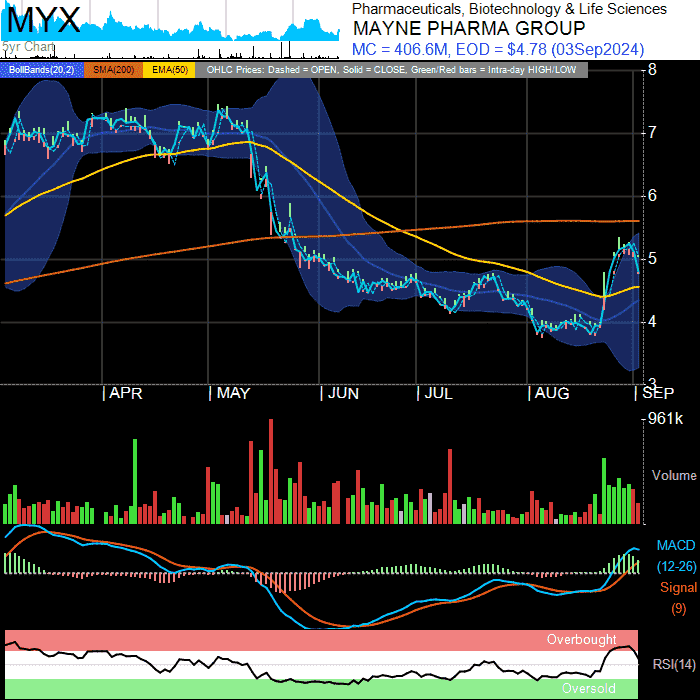 MYX
5yr Chart
Pharmaceuticals, Biotechnology & Life Sciences
MAYNE PHARMA GROUP
MC = 406.6M, EOD = $4.78 (03Sep2024)
BollBands(20,2) SMA(200) EMA(50) OHLC Prices: Dashed = OPEN, Solid = CLOSE, Green/Red bars = Intra-day HIGH/LOW
8
7
6
5
4
3
| APR | MAY | JUN | JUL | AUG | SEP
961k
Volume
MACD
(12-26)
Signal
(9)
Overbought
RSI(14)
Oversold